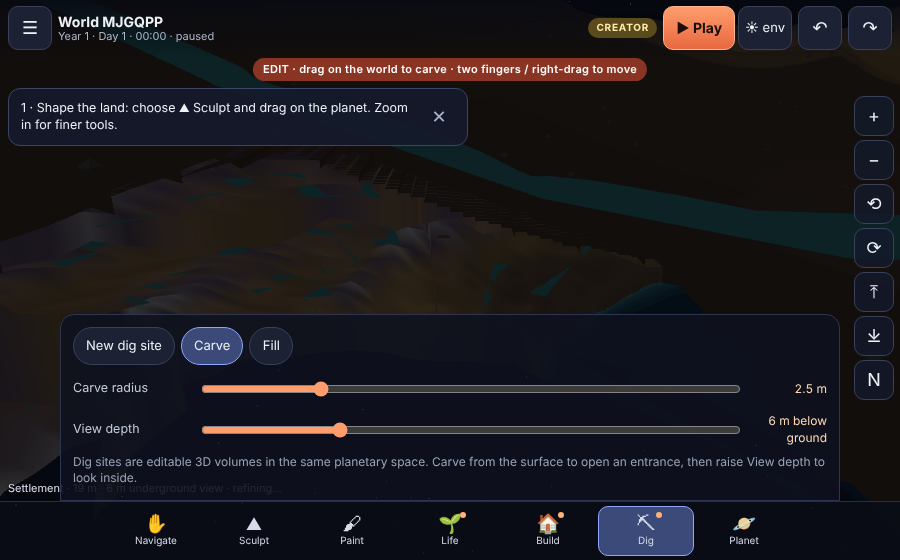 ☰ World MJGQPP
Year 1 · Day 1 · 00:00 · paused
CREATOR
▶ Play
☀ env
↶
↷
EDIT · drag on the world to carve · two fingers / right-drag to move
1 · Shape the land: choose ▲ Sculpt and drag on the planet. Zoom
in for finer tools.
✕
+
−
⟲
⟳
⤒
⤓
N
New dig site
Carve
Fill
Carve radius
2.5 m
View depth
6 m below
ground
Dig sites are editable 3D volumes in the same planetary space. Carve from the surface to open an entrance, then raise View depth to
look inside.
Settlement · 19 m · 6 m underground view · refining...
Navigate
Sculpt
Paint
Life
Build
Dig
Planet